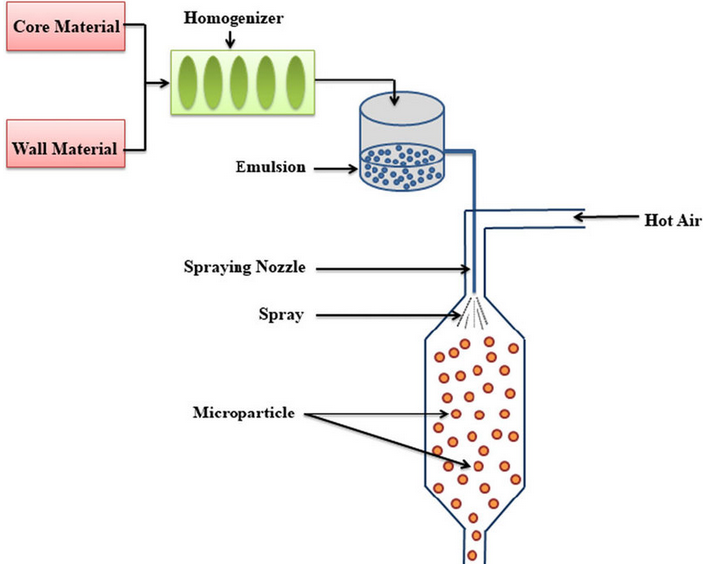 Core Material
Homogenizer
Wall Material
Emulsion
Hot Air
Spraying Nozzle
Spray
Microparticle